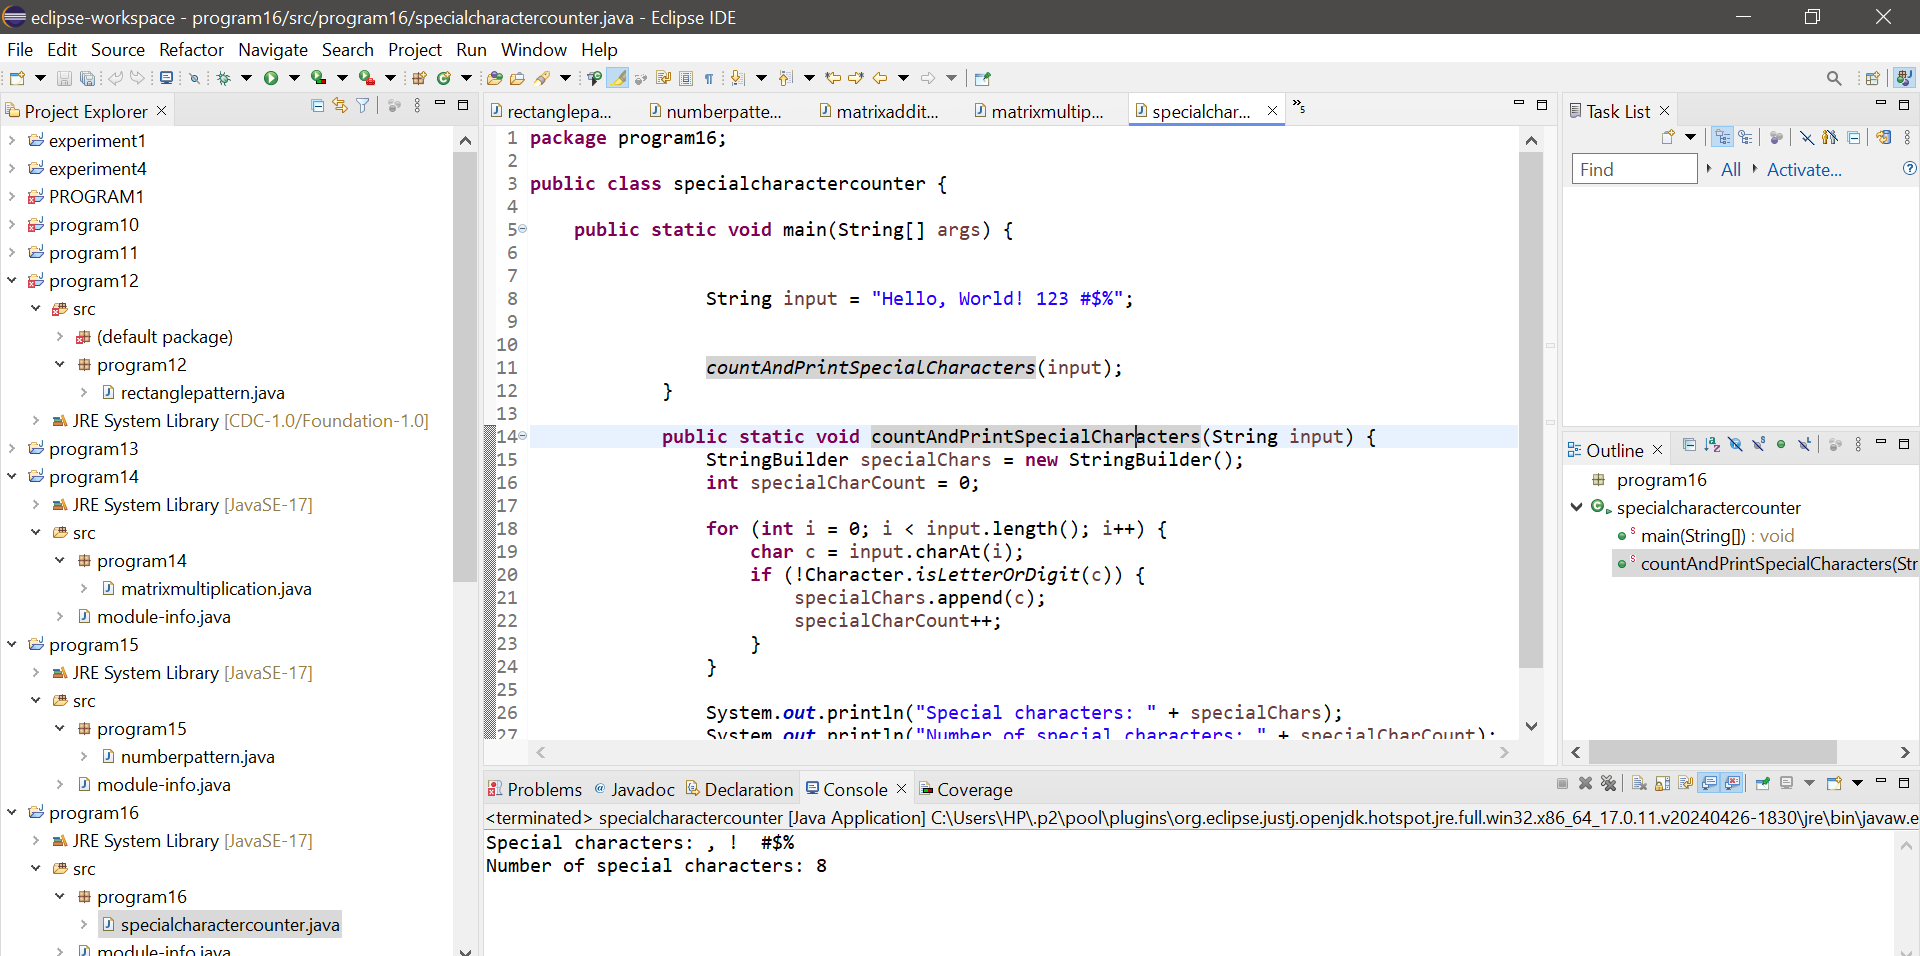 eclipse-workspace - program16/src/program16/specialcharactercounter.java - Eclipse IDE
File Edit Source Refactor Navigate Search Project Run Window Help
Project Explorer
experiment1
experiment4
PROGRAM1
program10
program11
program12
src
(default package)
program12
rectanglepattern.java
JRE System Library [CDC-1.0/Foundation-1.0]
program13
program14
JRE System Library [JavaSE-17]
src
program14
matrixmultiplication.java
module-info.java
program15
JRE System Library [JavaSE-17]
src
program15
numberpattern.java
module-info.java
program16
JRE System Library [JavaSE-17]
src
program16
specialcharactercounter.java
module-info.java
rectanglepa... numberpatte... matrixaddit... matrixmultip... specialchar... »5
1 package program16;
2
3 public class specialcharactercounter {
4
5 public static void main(String[] args) {
6
7
8 String input = "Hello, World! 123 #$%";
9
10
11 countAndPrintSpecialCharacters(input);
12 }
13
14 public static void countAndPrintSpecialCharacters(String input) {
15 StringBuilder specialChars = new StringBuilder();
16 int specialCharCount = 0;
17
18 for (int i = 0; i < input.length(); i++) {
19 char c = input.charAt(i);
20 if (!Character.isLetterOrDigit(c)) {
21 specialChars.append(c);
22 specialCharCount++;
23 }
24 }
25
26 System.out.println("Special characters: " + specialChars);
27 System.out.println("Number of special characters: " + specialCharCount);
Task List
Find All Activate...
Outline
program16
specialcharactercounter
main(String[]) : void
countAndPrintSpecialCharacters(Str
Problems Javadoc Declaration Console Coverage
<terminated> specialcharactercounter [Java Application] C:\Users\HP\.p2\pool\plugins\org.eclipse.justj.openjdk.hotspot.jre.full.win32.x86_64_17.0.11.v20240426-1830\jre\bin\javaw.e
Special characters: , !  #$%
Number of special characters: 8